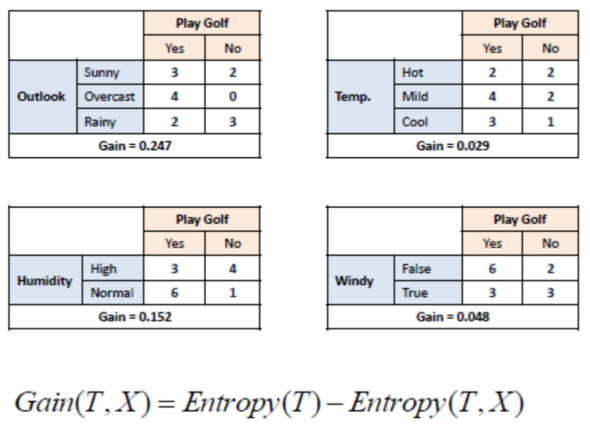 Play Golf
Yes No
Outlook Sunny 3 2
Overcast 4 0
Rainy 2 3
Gain = 0.247
Play Golf
Yes No
Temp. Hot 2 2
Mild 4 2
Cool 3 1
Gain = 0.029
Play Golf
Yes No
Humidity High 3 4
Normal 6 1
Gain = 0.152
Play Golf
Yes No
Windy False 6 2
True 3 3
Gain = 0.048
Gain(T, X) = Entropy(T) – Entropy(T, X)